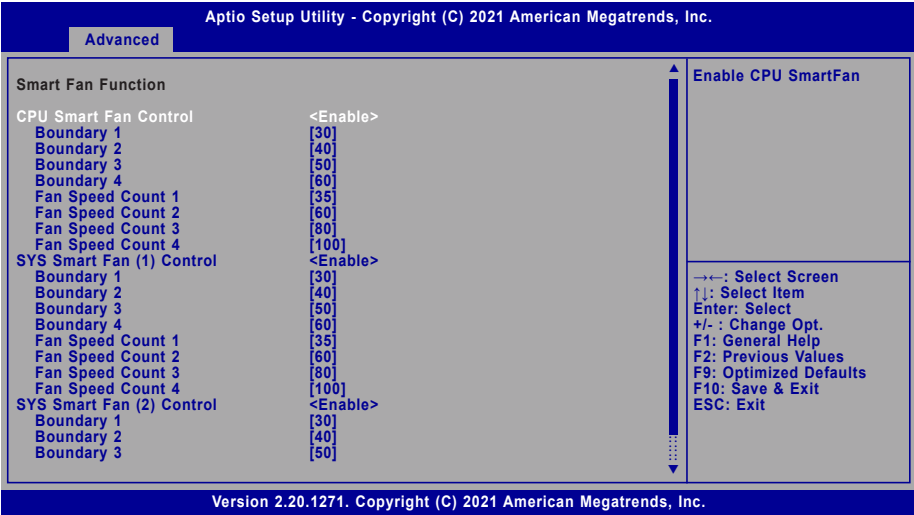 Aptio Setup Utility - Copyright (C) 2021 American Megatrends, Inc.
Advanced
Smart Fan Function
CPU Smart Fan Control <Enable>
Boundary 1 [30]
Boundary 2 [40]
Boundary 3 [50]
Boundary 4 [60]
Fan Speed Count 1 [35]
Fan Speed Count 2 [60]
Fan Speed Count 3 [80]
Fan Speed Count 4 [100]
SYS Smart Fan (1) Control <Enable>
Boundary 1 [30]
Boundary 2 [40]
Boundary 3 [50]
Boundary 4 [60]
Fan Speed Count 1 [35]
Fan Speed Count 2 [60]
Fan Speed Count 3 [80]
Fan Speed Count 4 [100]
SYS Smart Fan (2) Control <Enable>
Boundary 1 [30]
Boundary 2 [40]
Boundary 3 [50]
Enable CPU SmartFan
→←: Select Screen
↑↓: Select Item
Enter: Select
+/- : Change Opt.
F1: General Help
F2: Previous Values
F9: Optimized Defaults
F10: Save & Exit
ESC: Exit
Version 2.20.1271. Copyright (C) 2021 American Megatrends, Inc.